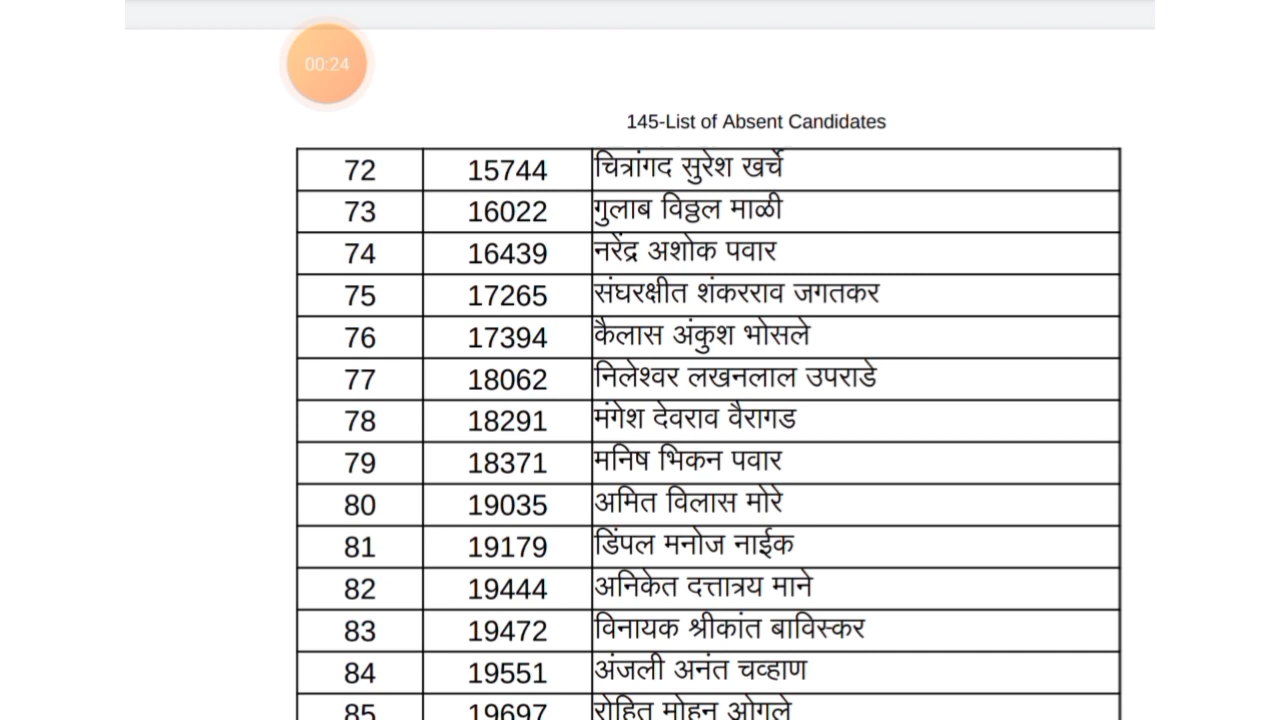 00:24
145-List of Absent Candidates
72 15744 चित्रांगद सुरेश खर्चे
73 16022 गुलाब विठ्ठल माळी
74 16439 नरेंद्र अशोक पवार
75 17265 संघरक्षीत शंकरराव जगतकर
76 17394 कैलास अंकुश भोसले
77 18062 निलेश्वर लखनलाल उपराडे
78 18291 मंगेश देवराव वैरागड
79 18371 मनिष भिकन पवार
80 19035 अमित विलास मोरे
81 19179 डिंपल मनोज नाईक
82 19444 अनिकेत दत्तात्रय माने
83 19472 विनायक श्रीकांत बाविस्कर
84 19551 अंजली अनंत चव्हाण
85 19697 रोहित मोहन ओगले